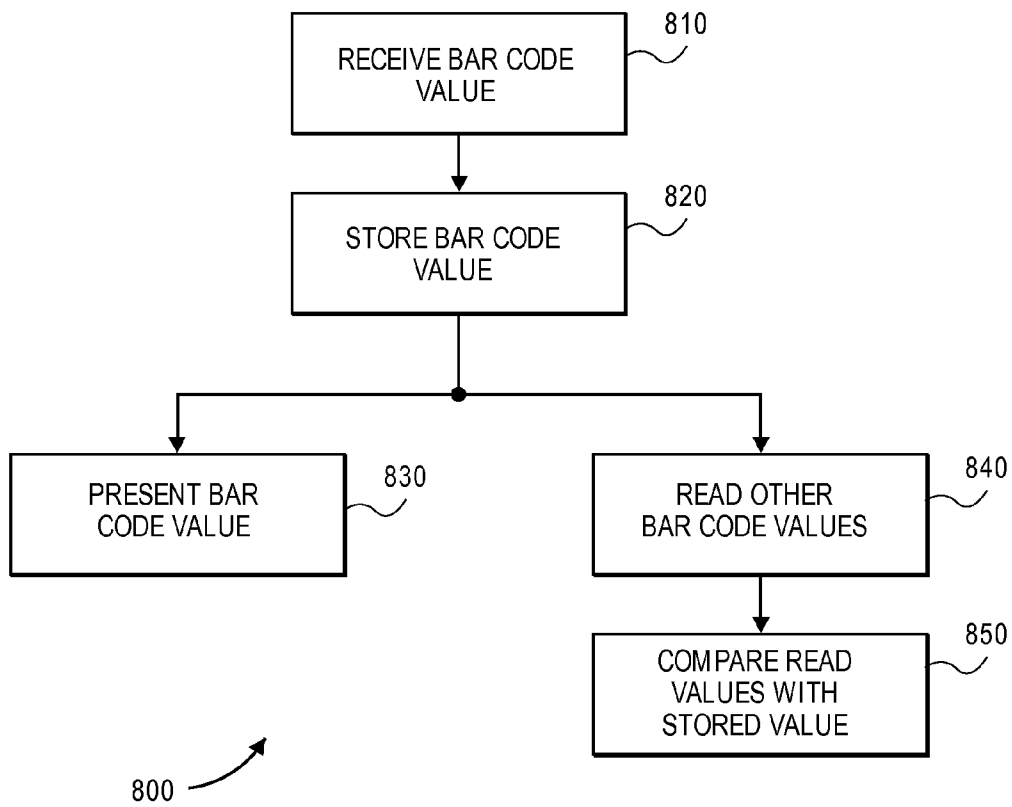 810
RECEIVE BAR CODE
VALUE
820
STORE BAR CODE
VALUE
830
PRESENT BAR
CODE VALUE
840
READ OTHER
BAR CODE VALUES
850
COMPARE READ
VALUES WITH
STORED VALUE
800